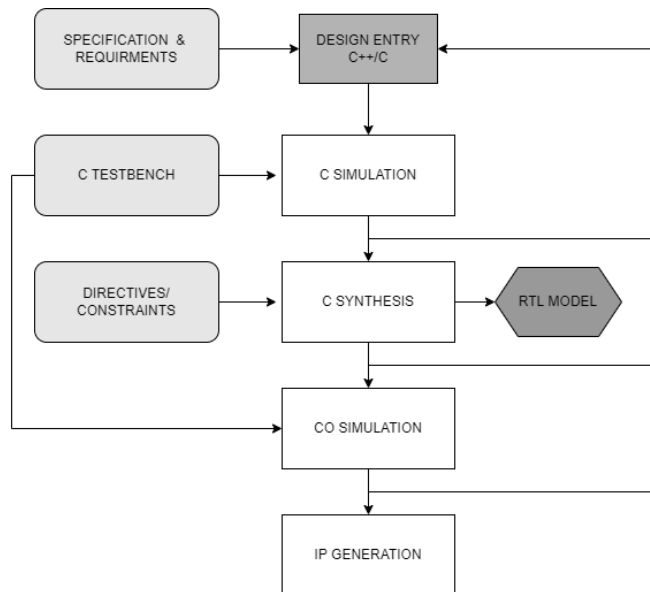 SPECIFICATION &
REQUIRMENTS
DESIGN ENTRY
C++/C
C TESTBENCH
C SIMULATION
DIRECTIVES/
CONSTRAINTS
C SYNTHESIS
RTL MODEL
CO SIMULATION
IP GENERATION